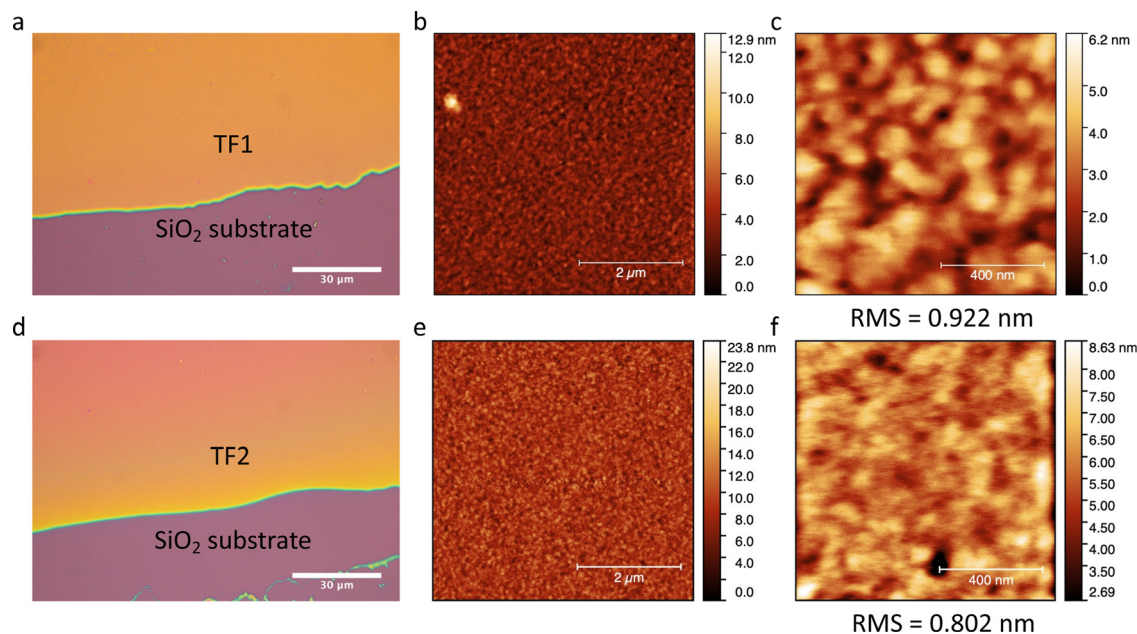 a
TF1
SiO₂ substrate
30 µm
b
12.9 nm
10.0
8.0
6.0
4.0
2.0
0.0
2 µm
c
6.2 nm
5.0
4.0
3.0
2.0
1.0
0.0
400 nm
RMS = 0.922 nm
d
TF2
SiO₂ substrate
30 µm
e
23.8 nm
22.0
20.0
18.0
16.0
14.0
12.0
10.0
8.0
6.0
4.0
2.0
0.0
2 µm
f
8.63 nm
8.00
7.50
7.00
6.50
6.00
5.50
5.00
4.50
4.00
3.50
2.69
400 nm
RMS = 0.802 nm